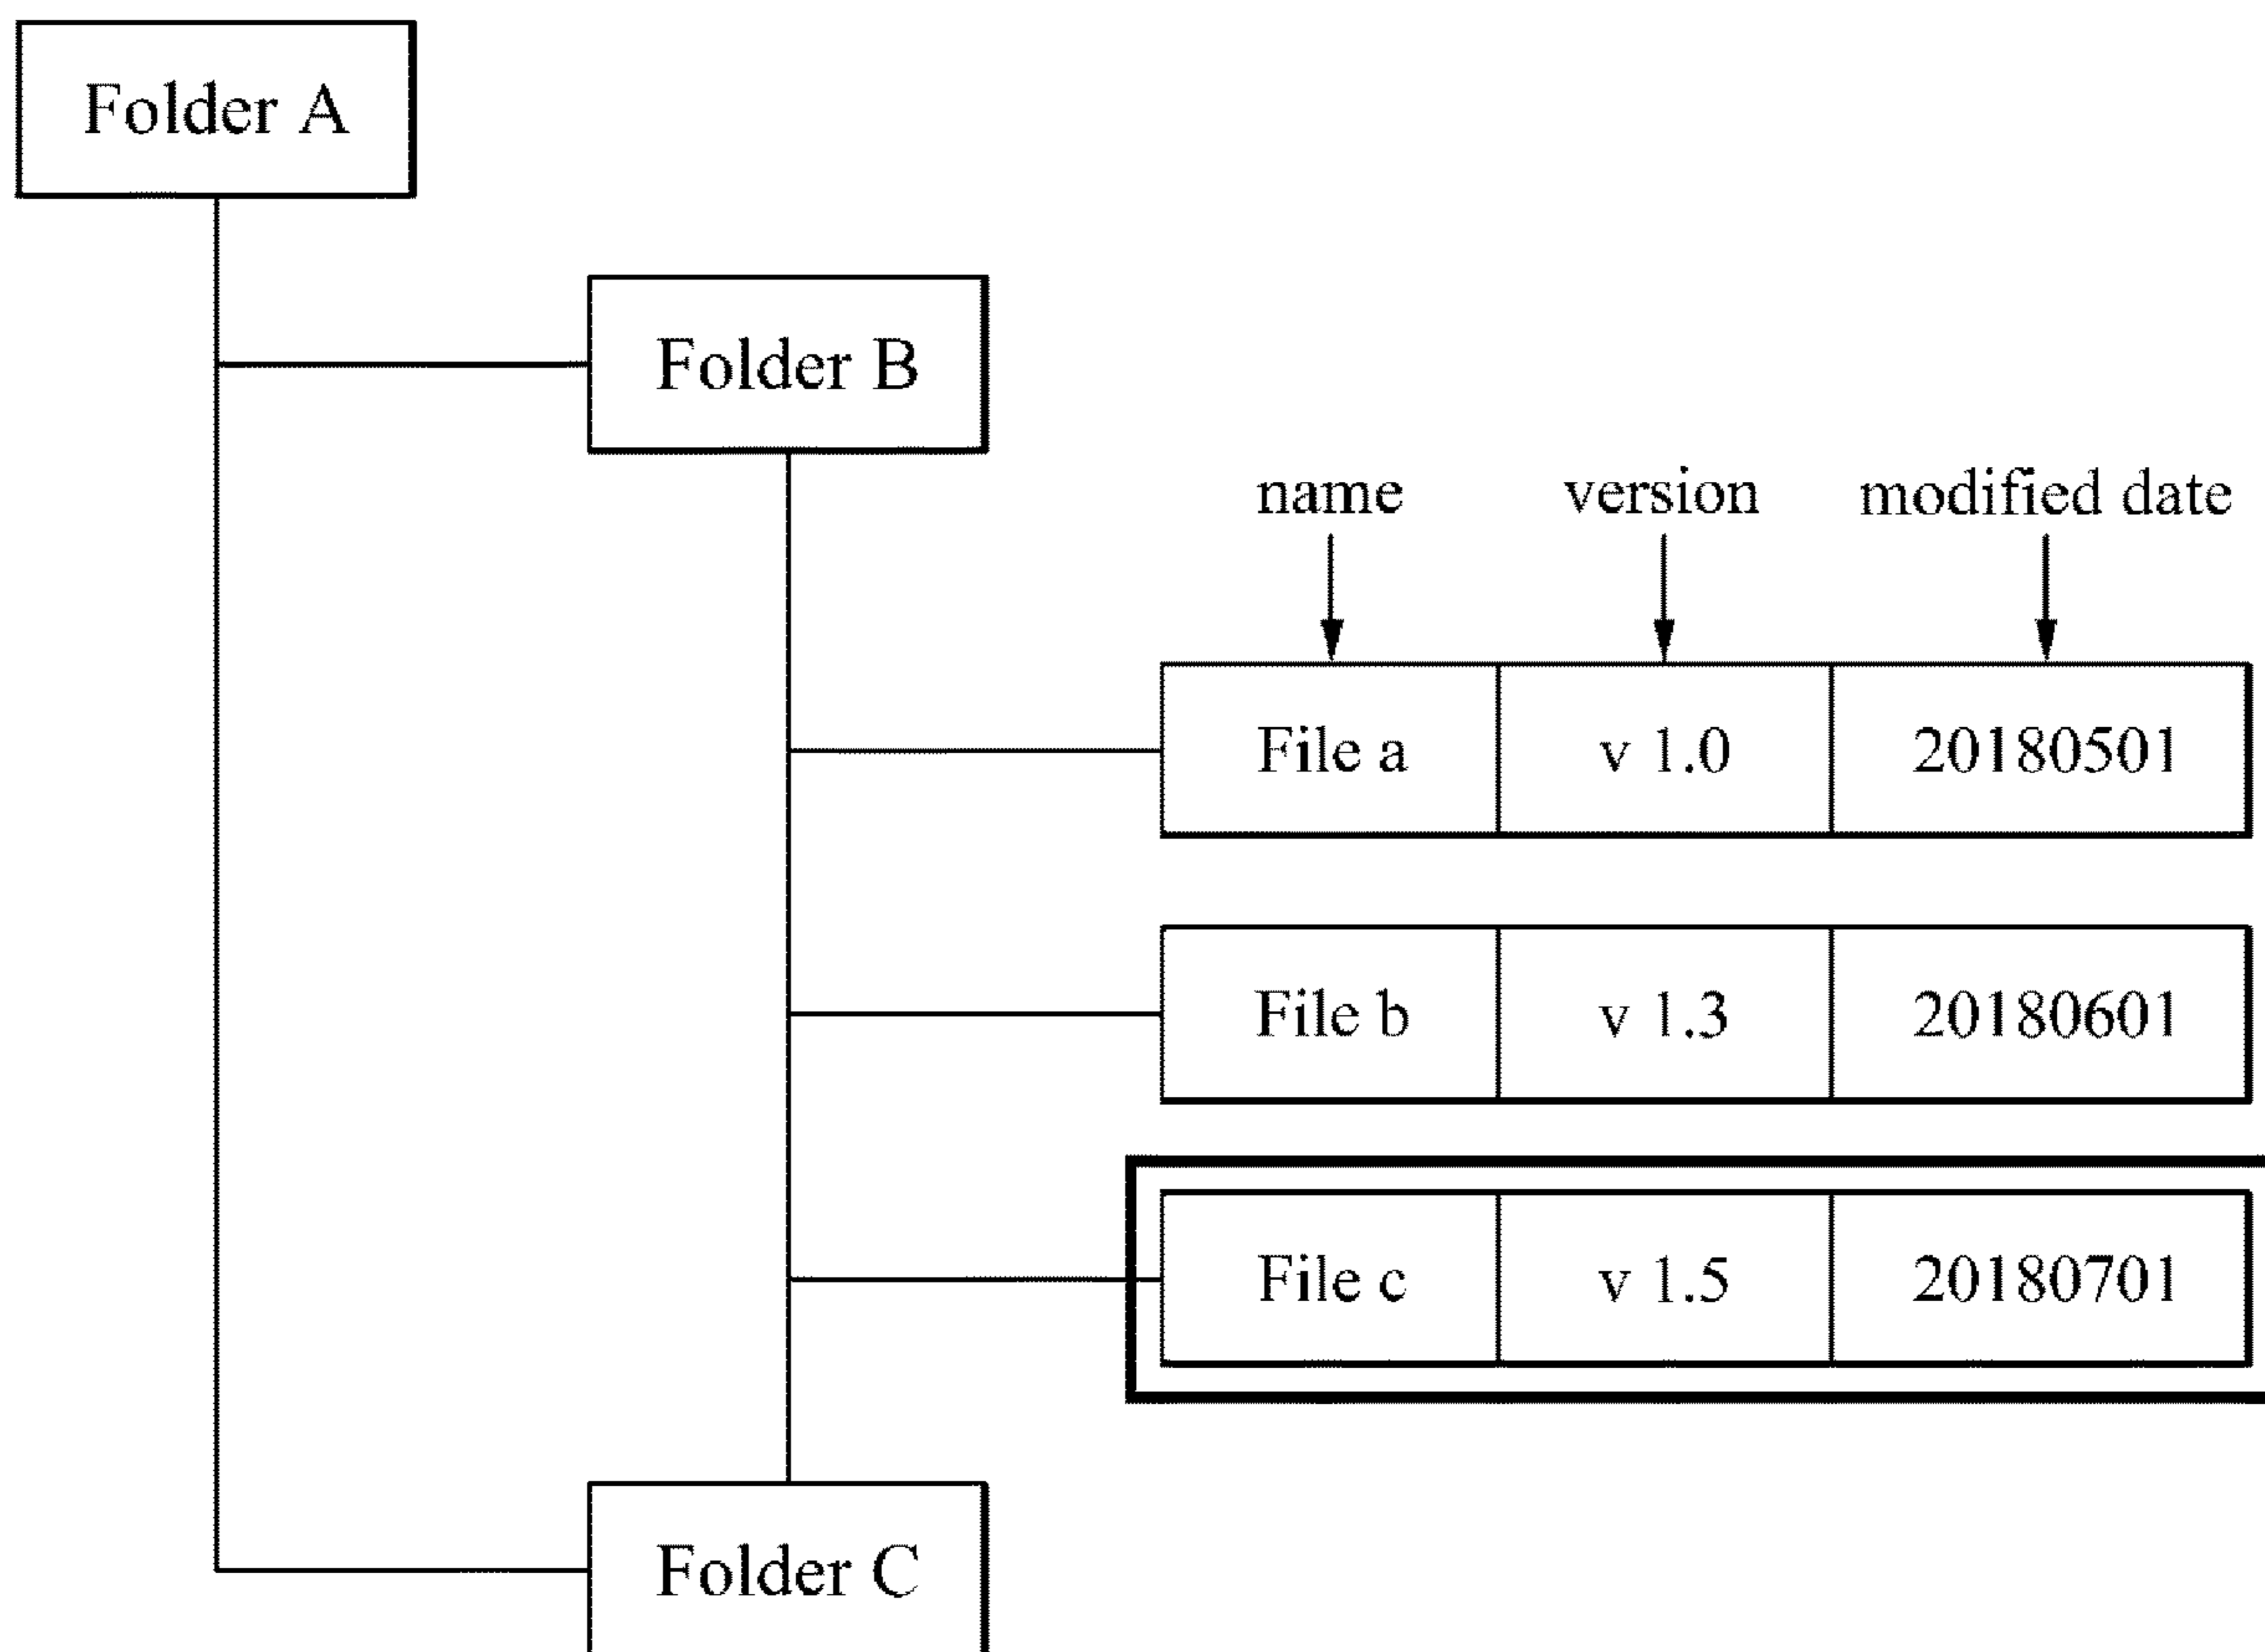 Folder A
Folder B
name version modified date
File a v 1.0 20180501
File b v 1.3 20180601
File c v 1.5 20180701
Folder C